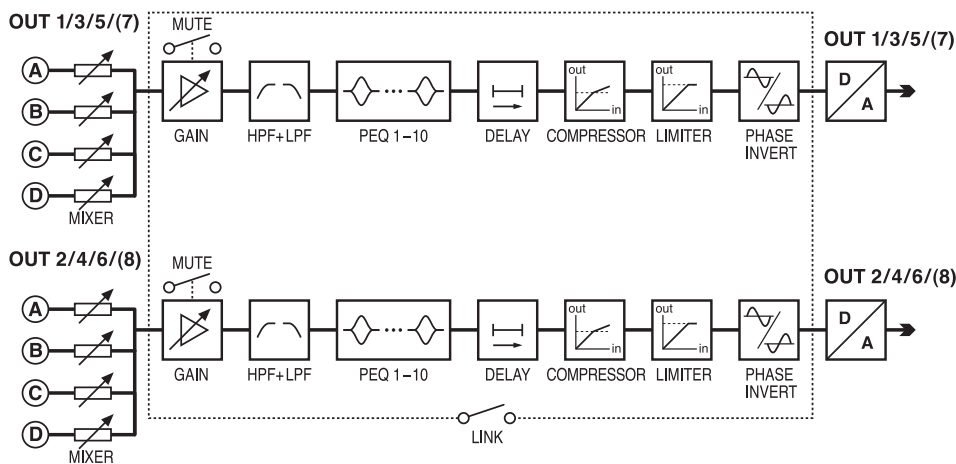 OUT 1/3/5/(7)
MUTE
OUT 1/3/5/(7)
A
B
C
D
MIXER
GAIN
HPF+LPF
PEQ 1–10
DELAY
out
in
COMPRESSOR
out
in
LIMITER
PHASE
INVERT
D
A
OUT 2/4/6/(8)
MUTE
OUT 2/4/6/(8)
A
B
C
D
MIXER
GAIN
HPF+LPF
PEQ 1–10
DELAY
out
in
COMPRESSOR
out
in
LIMITER
PHASE
INVERT
D
A
LINK